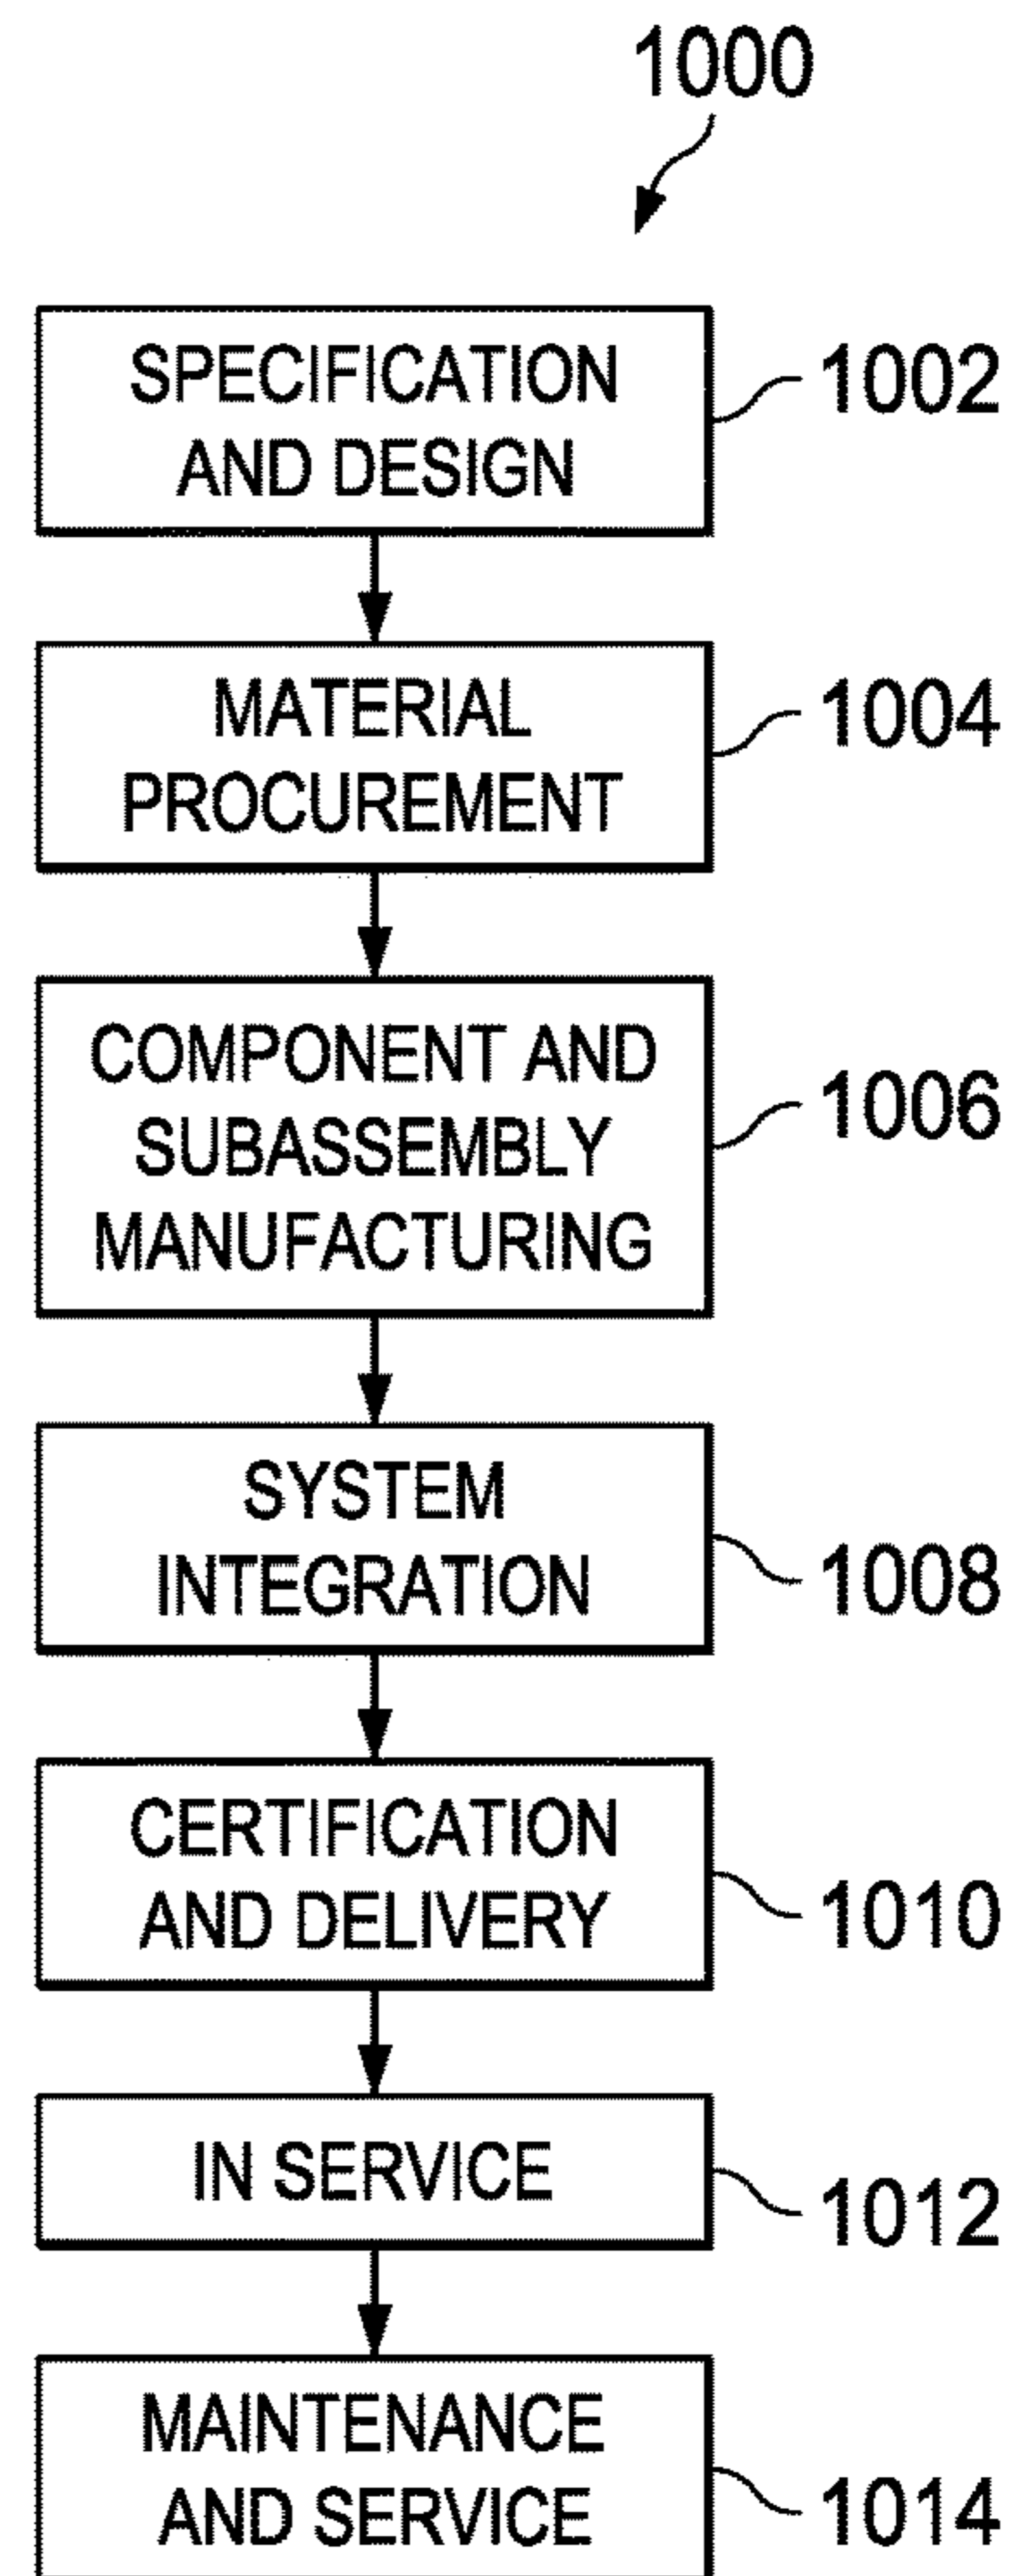 1000
SPECIFICATION
AND DESIGN
1002
MATERIAL
PROCUREMENT
1004
COMPONENT AND
SUBASSEMBLY
MANUFACTURING
1006
SYSTEM
INTEGRATION
1008
CERTIFICATION
AND DELIVERY
1010
IN SERVICE
1012
MAINTENANCE
AND SERVICE
1014